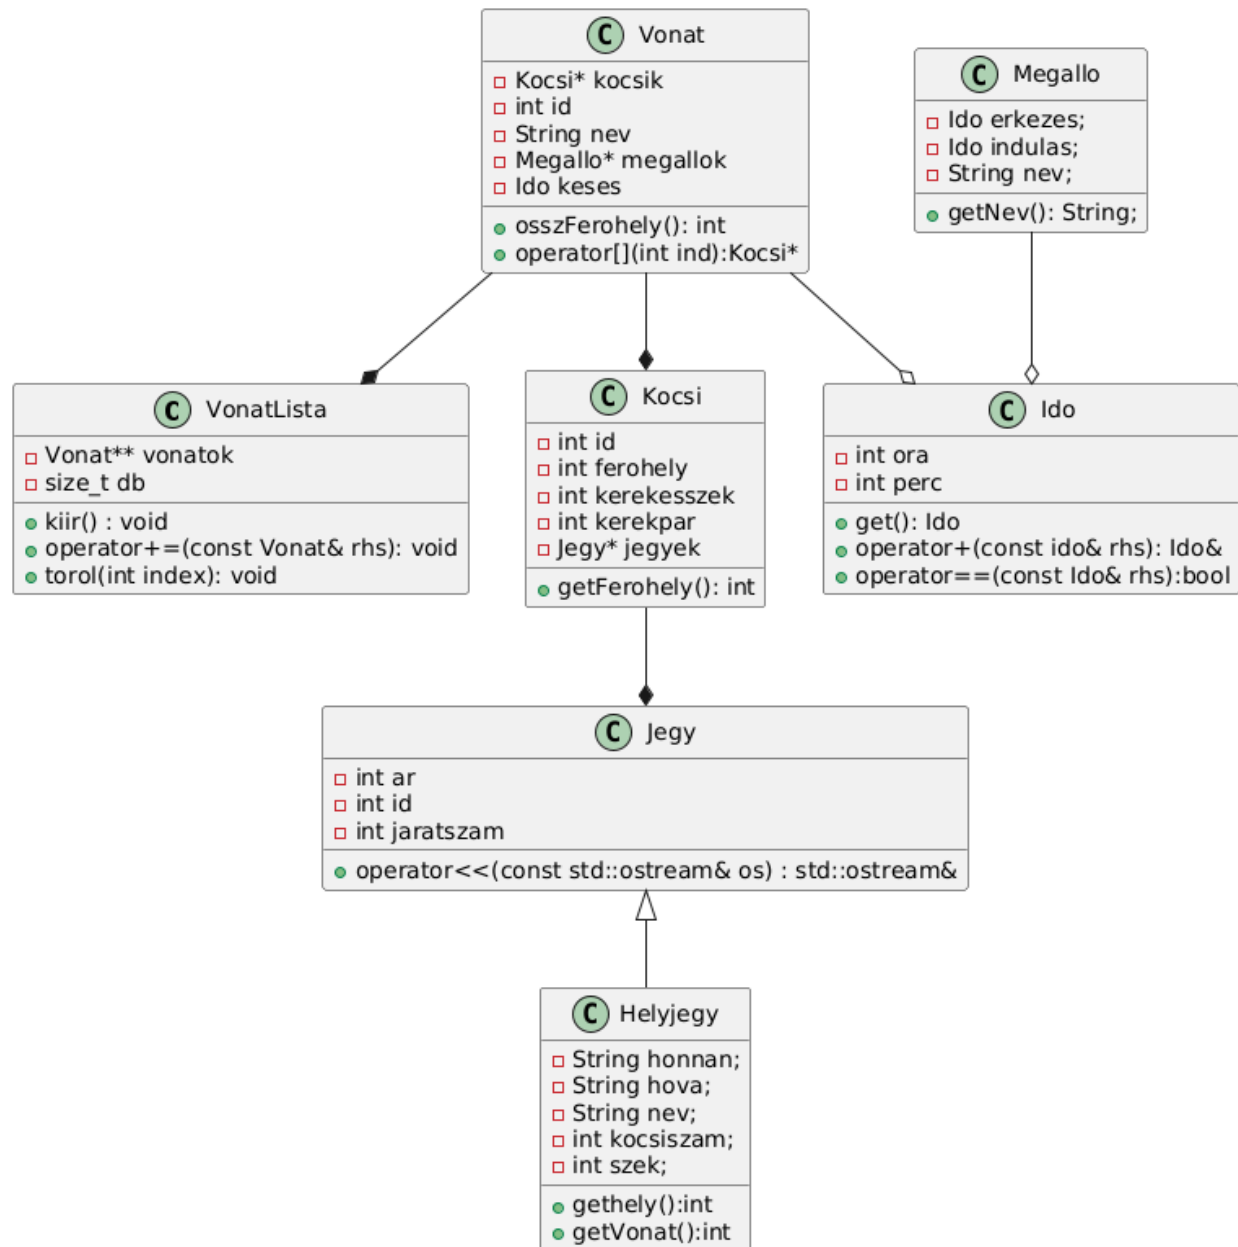 C Vonat
Kocsi* kocsik
int id
String nev
Megallo* megallok
Ido keses
osszFerohely(): int
operator[](int ind):Kocsi*
C Megallo
Ido erkezes;
Ido indulas;
String nev;
getNev(): String;
C VonatLista
Vonat** vonatok
size_t db
kiir() : void
operator+=(const Vonat& rhs): void
torol(int index): void
C Kocsi
int id
int ferohely
int kerekesszek
int kerekpar
Jegy* jegyek
getFerohely(): int
C Ido
int ora
int perc
get(): Ido
operator+(const ido& rhs): Ido&
operator==(const Ido& rhs):bool
C Jegy
int ar
int id
int jaratszam
operator<<(const std::ostream& os) : std::ostream&
C Helyjegy
String honnan;
String hova;
String nev;
int kocsiszam;
int szek;
gethely():int
getVonat():int